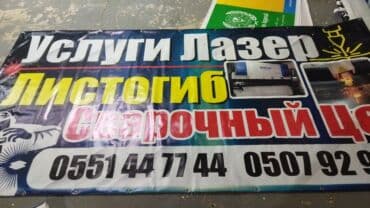 Услуги Лазер
Листогиб
Сварочный Це
0551 44 77 44 0507 92 9